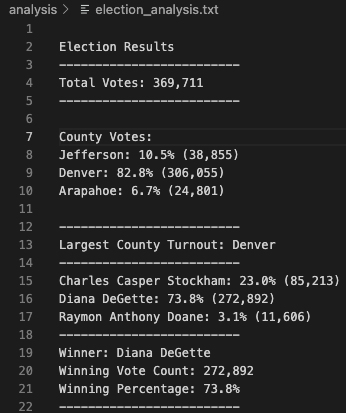 analysis > election_analysis.txt
1
2 Election Results
3 -------------------------
4 Total Votes: 369,711
5 -------------------------
6
7 County Votes:
8 Jefferson: 10.5% (38,855)
9 Denver: 82.8% (306,055)
10 Arapahoe: 6.7% (24,801)
11
12 -------------------------
13 Largest County Turnout: Denver
14 -------------------------
15 Charles Casper Stockham: 23.0% (85,213)
16 Diana DeGette: 73.8% (272,892)
17 Raymon Anthony Doane: 3.1% (11,606)
18 -------------------------
19 Winner: Diana DeGette
20 Winning Vote Count: 272,892
21 Winning Percentage: 73.8%
22 -------------------------